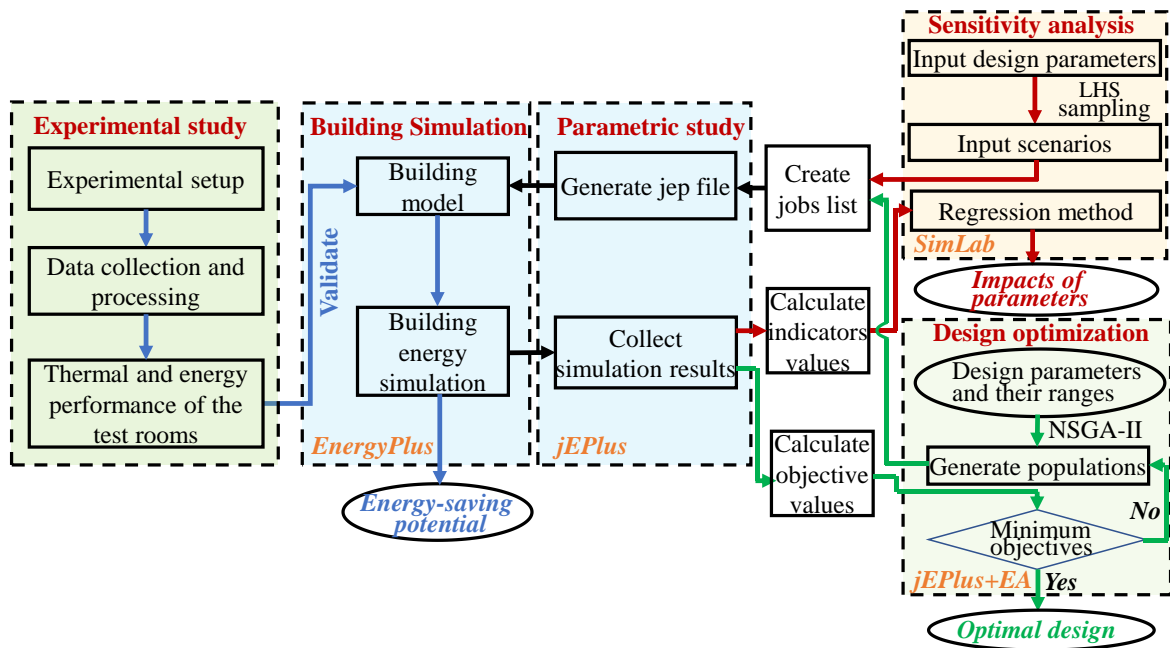 Experimental study
Experimental setup
Data collection and
processing
Thermal and energy
performance of the
test rooms
Validate
Building Simulation
Building
model
Building
energy
simulation
EnergyPlus
Energy-saving
potential
Parametric study
Generate jep file
Collect
simulation results
jEPlus
Create
jobs list
Calculate
indicators
values
Calculate
objective
values
Sensitivity analysis
Input design parameters
LHS
sampling
Input scenarios
Regression method
SimLab
Impacts of
parameters
Design optimization
Design parameters
and their ranges
NSGA-II
Generate populations
No
Minimum
objectives
jEPlus+EA
Yes
Optimal design